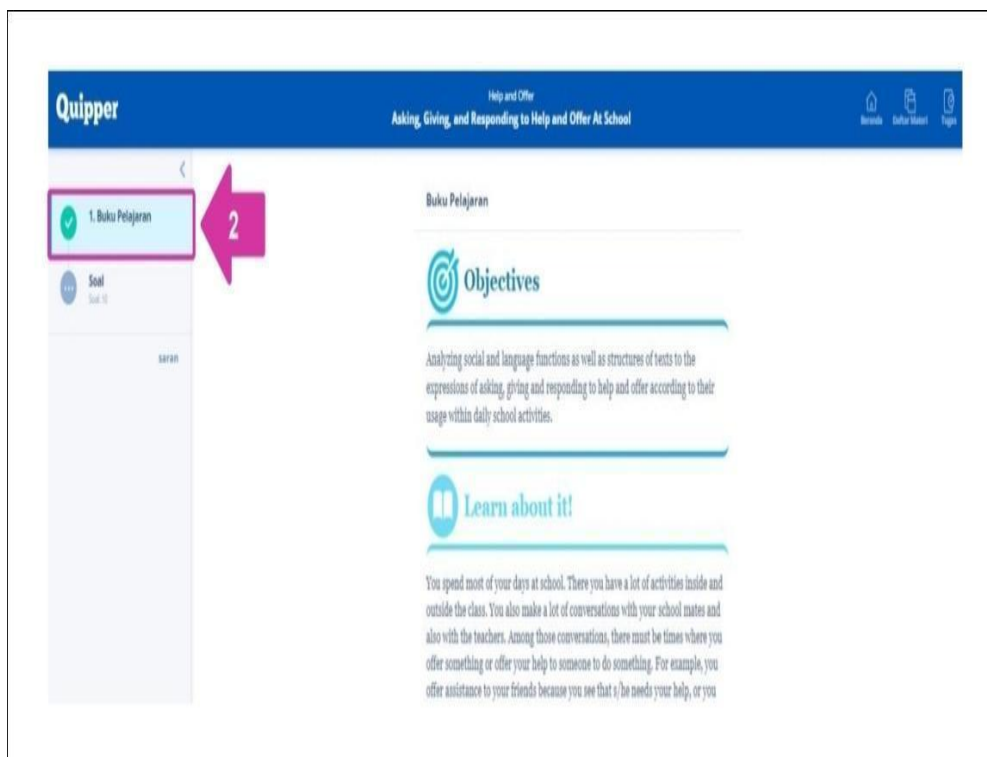 Quipper
Help and Offer
Asking, Giving, and Responding to Help and Offer At School
Beranda
Daftar Materi
Tugas
1. Buku Pelajaran
2
Soal
Soal: 10
saran
Buku Pelajaran
Objectives
Analyzing social and language functions as well as structures of texts to the
expressions of asking, giving and responding to help and offer according to their
usage within daily school activities.
Learn about it!
You spend most of your days at school. There you have a lot of activities inside and
outside the class. You also make a lot of conversations with your school mates and
also with the teachers. Among those conversations, there must be times where you
offer something or offer your help to someone to do something. For example, you
offer assistance to your friends because you see that s/he needs your help, or you